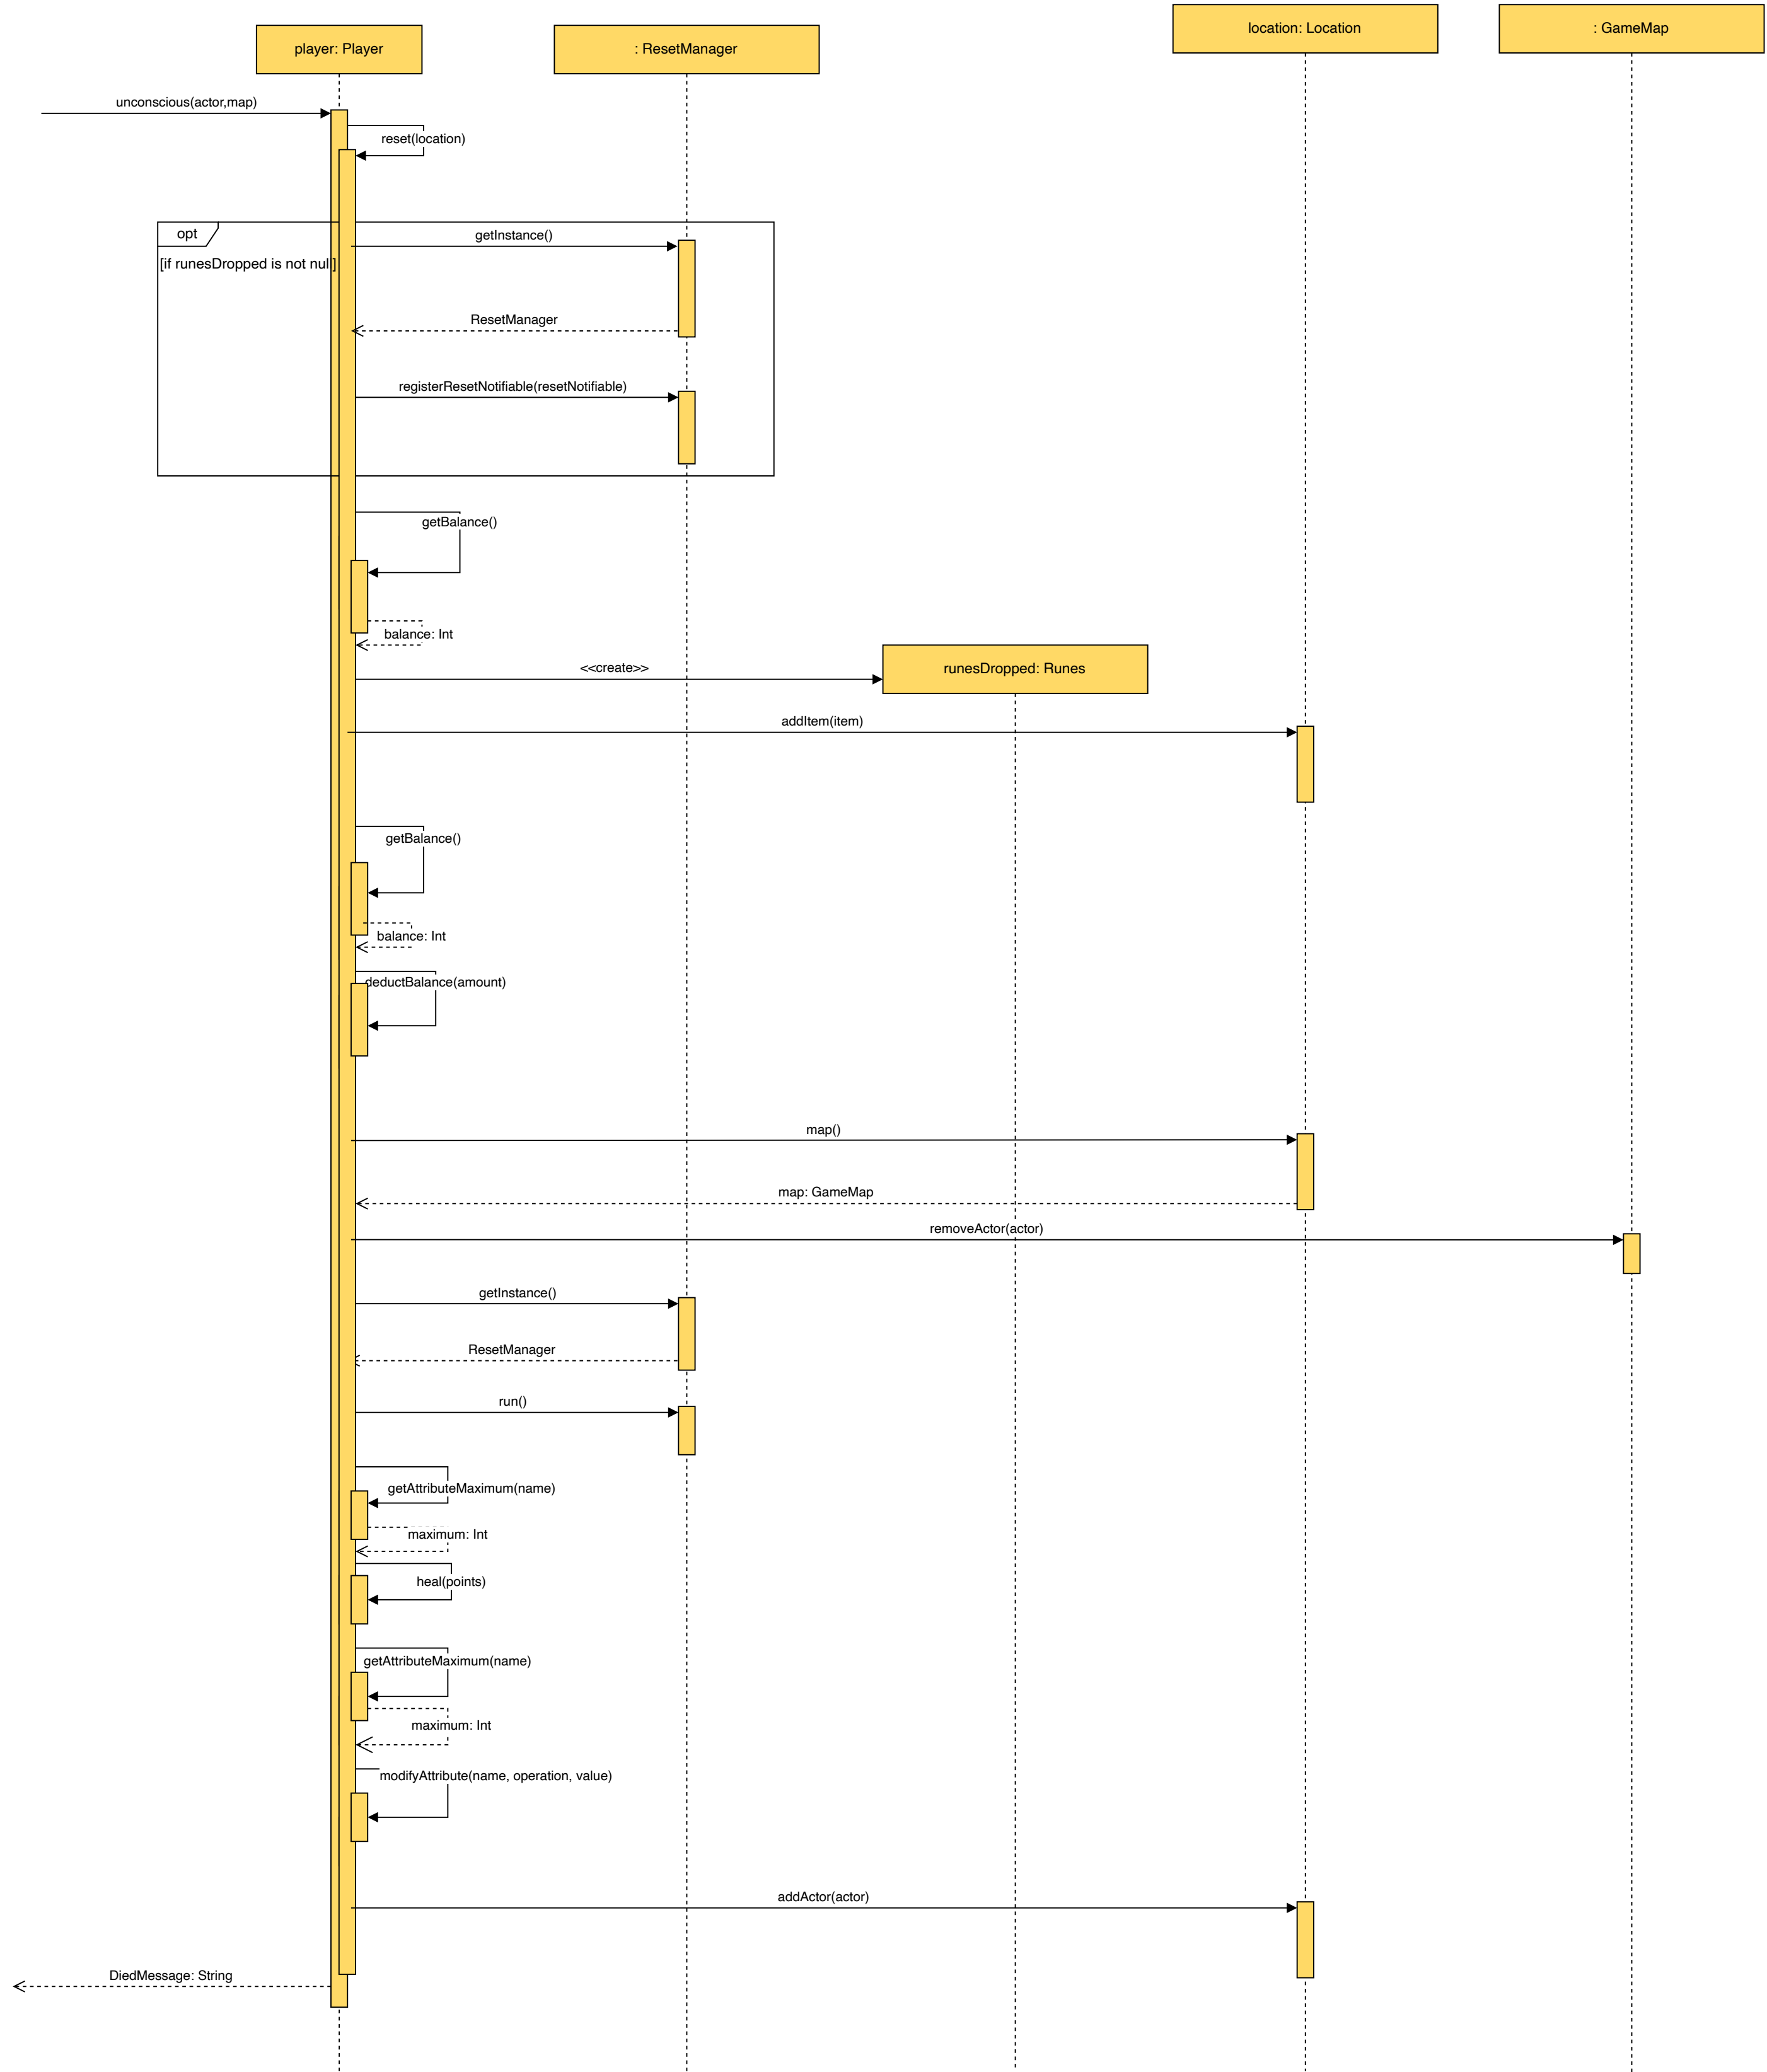 location: Location
: GameMap
player: Player
: ResetManager
unconscious(actor,map)
reset(location)
opt
getInstance()
[if runesDropped is not null]
ResetManager
registerResetNotifiable(resetNotifiable)
getBalance()
balance: Int
<<create>>
runesDropped: Runes
addItem(item)
getBalance()
balance: Int
deductBalance(amount)
map()
map: GameMap
removeActor(actor)
getInstance()
ResetManager
run()
getAttributeMaximum(name)
maximum: Int
heal(points)
getAttributeMaximum(name)
maximum: Int
modifyAttribute(name, operation, value)
addActor(actor)
DiedMessage: String